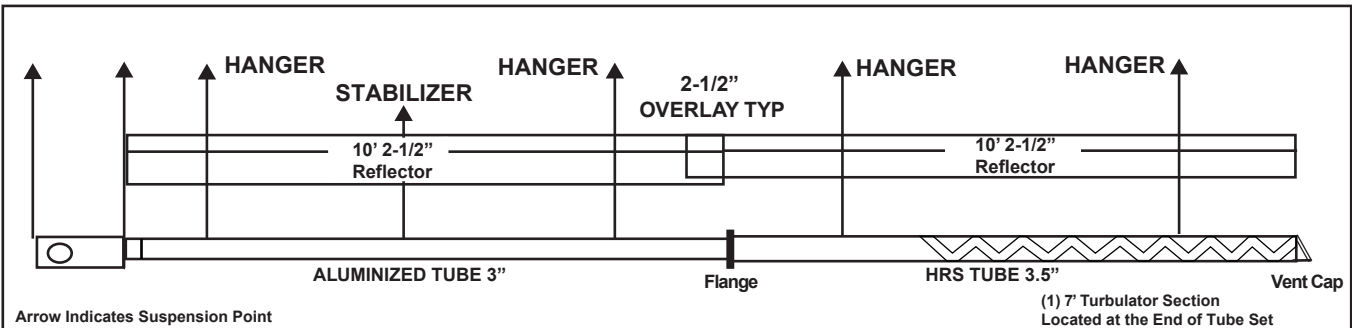 HANGER
STABILIZER
HANGER
2-1/2”
OVERLAY TYP
HANGER
HANGER
10’ 2-1/2”
Reflector
10’ 2-1/2”
Reflector
ALUMINIZED TUBE 3”
Flange
HRS TUBE 3.5”
Vent Cap
(1) 7’ Turbulator Section
Located at the End of Tube Set
Arrow Indicates Suspension Point